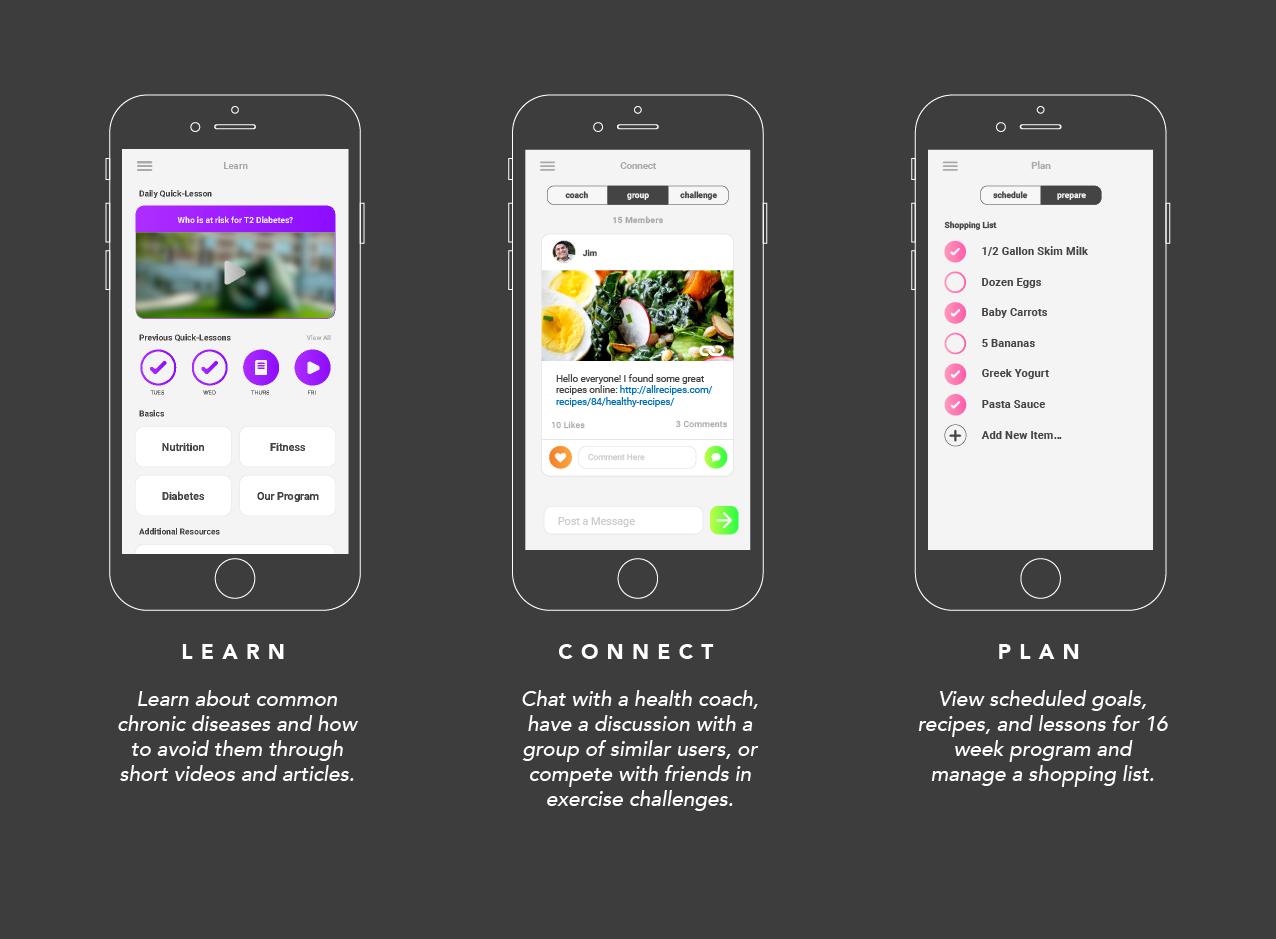 Learn
Daily Quick-Lesson
Who is at risk for T2 Diabetes?
Previous Quick-Lessons
View All
TUES
WED
THURS
FRI
Basics
Nutrition
Fitness
Diabetes
Our Program
Additional Resources
LEARN
Learn about common
chronic diseases and how
to avoid them through
short videos and articles.
Connect
coach
group
challenge
15 Members
Jim
Hello everyone! I found some great
recipes online: http://allrecipes.com/
recipes/84/healthy-recipes/
10 Likes
3 Comments
Comment Here
Post a Message
CONNECT
Chat with a health coach,
have a discussion with a
group of similar users, or
compete with friends in
exercise challenges.
Plan
schedule
prepare
Shopping List
1/2 Gallon Skim Milk
Dozen Eggs
Baby Carrots
5 Bananas
Greek Yogurt
Pasta Sauce
Add New Item...
PLAN
View scheduled goals,
recipes, and lessons for 16
week program and
manage a shopping list.